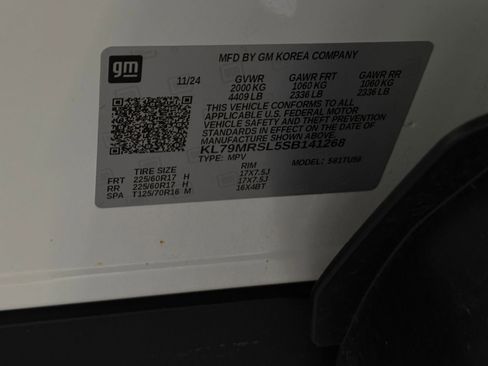 gm
MFD BY GM KOREA COMPANY
11/24 GVWR GAWR FRT GAWR RR
2000 KG 1060 KG 1060 KG
4409 LB 2336 LB 2336 LB
THIS VEHICLE CONFORMS TO ALL
APPLICABLE U.S. FEDERAL MOTOR
VEHICLE SAFETY AND THEFT PREVENTION
STANDARDS IN EFFECT ON THE DATE OF
MANUFACTURE SHOWN ABOVE.
KL79MRSL5SB141268
TYPE: MPV MODEL:
TIRE SIZE RIM
FRT 225/60R17 H 17X7.5J
RR 225/60R17 H 17X7.5J
SPA T125/70R16 M 16X4BT